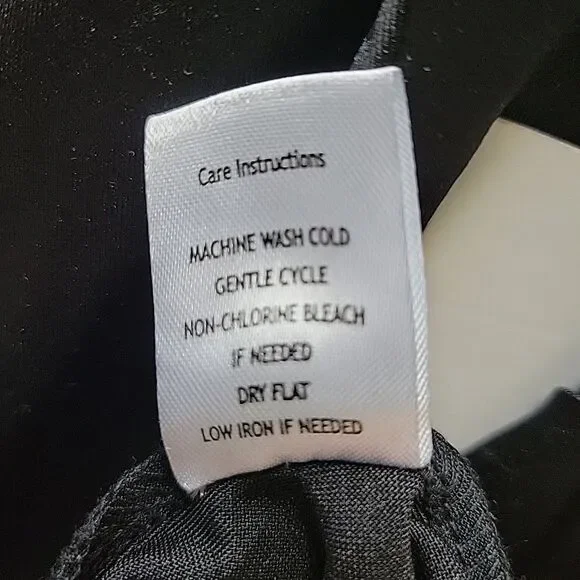 Care Instructions
MACHINE WASH COLD
GENTLE CYCLE
NON-CHLORINE BLEACH
IF NEEDED
DRY FLAT
LOW IRON IF NEEDED